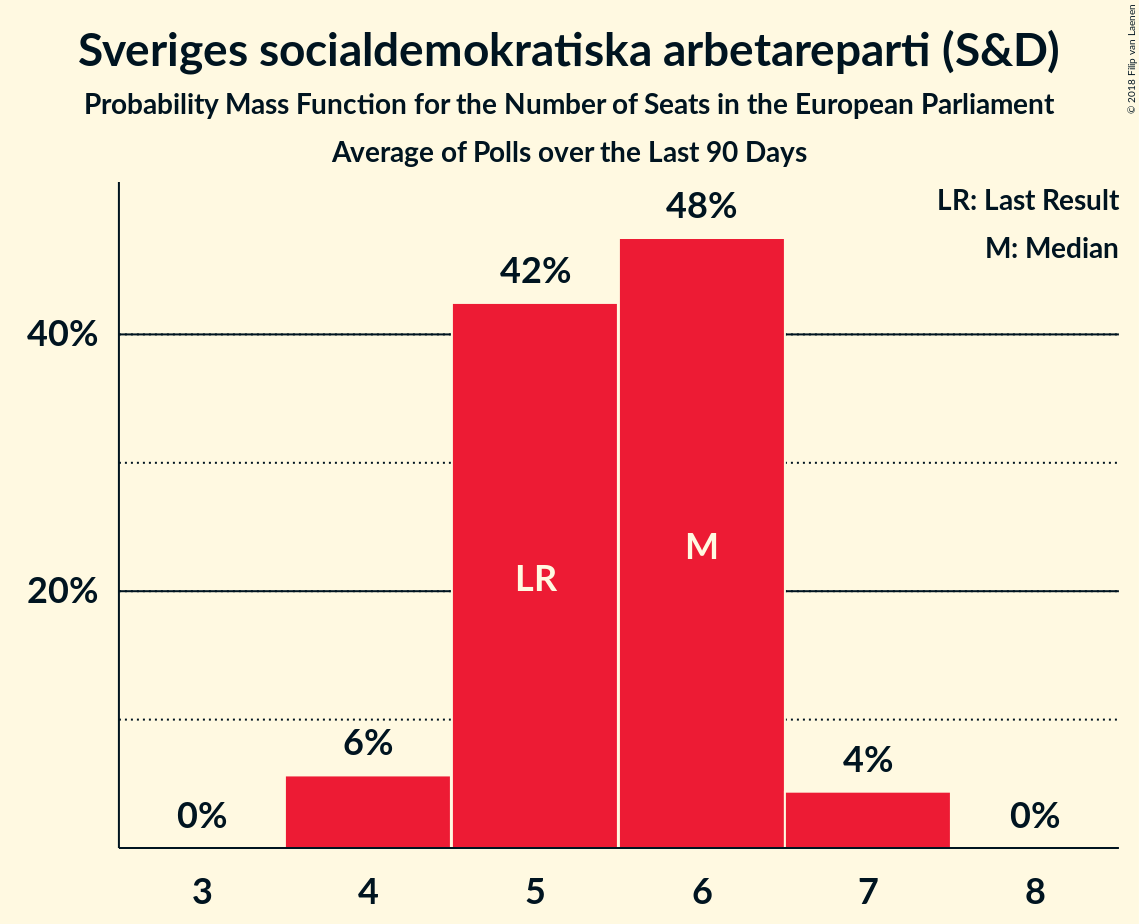 Sveriges socialdemokratiska arbetareparti (S&D)
Probability Mass Function for the Number of Seats in the European Parliament
Average of Polls over the Last 90 Days
© 2018 Filip van Laenen
LR: Last Result
M: Median
48%
42%
40%
M
LR
20%
6%
4%
0%
0%
3 4 5 6 7 8